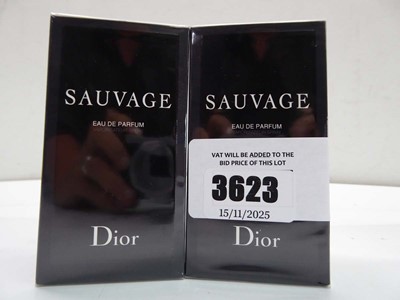 SAUVAGE
EAU DE PARFUM
Dior
SAUVAGE
EAU DE PARFUM
VAT WILL BE ADDED TO THE
BID PRICE OF THIS LOT
3623
15/11/2025
Dior